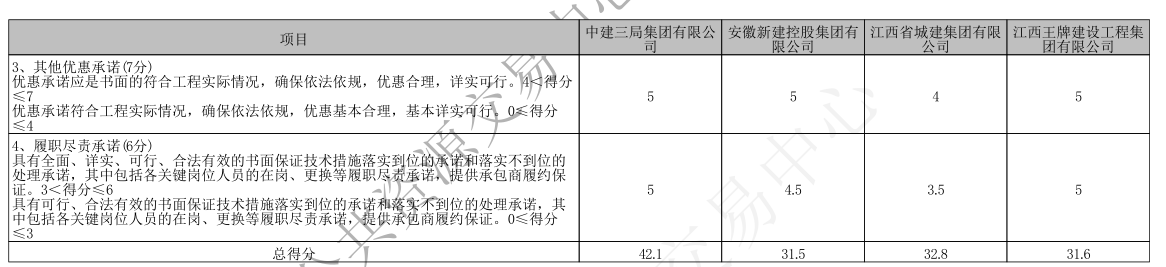 项目
中建三局集团有限公
司
安徽新建控股集团有
限公司
江西省城建集团有限
公司
江西王牌建设工程集
团有限公司
3、其他优惠承诺(7分)
优惠承诺应是书面的符合工程实际情况，确保依法依规，优惠合理，详实可行。4＜得分
≤7
优惠承诺符合工程实际情况，确保依法依规，优惠基本合理，基本详实可行。0≤得分
≤4
5
5
4
5
4、履职尽责承诺(6分)
具有全面、详实、可行、合法有效的书面保证技术措施落实到位的承诺和落实不到位的
处理承诺，其中包括各关键岗位人员的在岗、更换等履职尽责承诺，提供承包商履约保
证。3＜得分≤6
具有可行、合法有效的书面保证技术措施落实到位的承诺和落实不到位的处理承诺，其
中包括各关键岗位人员的在岗、更换等履职尽责承诺，提供承包商履约保证。0≤得分
≤3
5
4.5
3.5
5
总得分
42.1
31.5
32.8
31.6
公共资源交易中心
交易中心